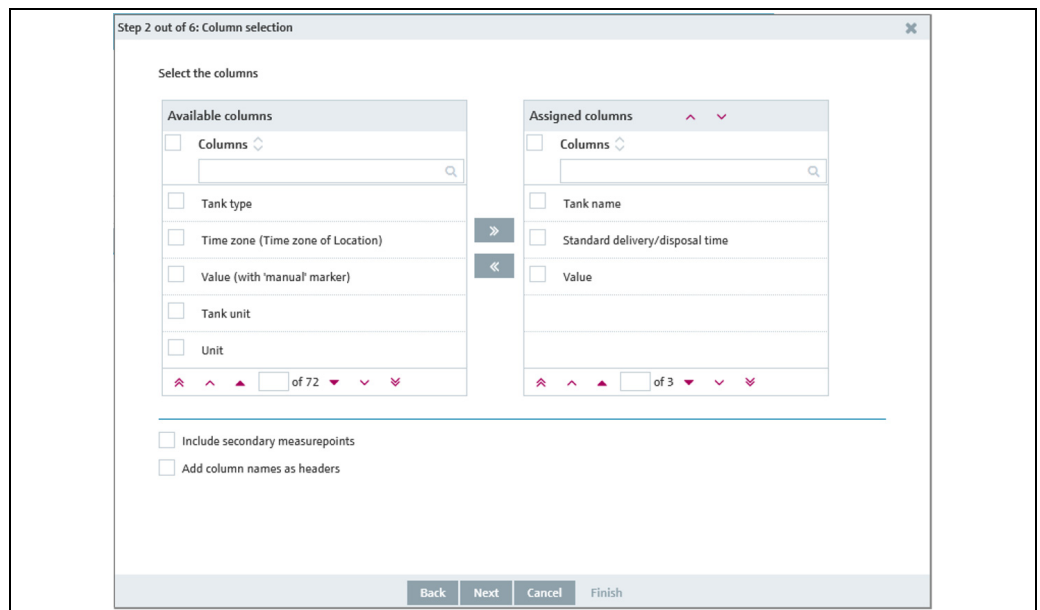 Step 2 out of 6: Column selection
Select the columns
Available columns
Columns
Tank type
Time zone (Time zone of Location)
Value (with 'manual' marker)
Tank unit
Unit
of 72
Assigned columns
Columns
Tank name
Standard delivery/disposal time
Value
of 3
Include secondary measurepoints
Add column names as headers
Back Next Cancel Finish